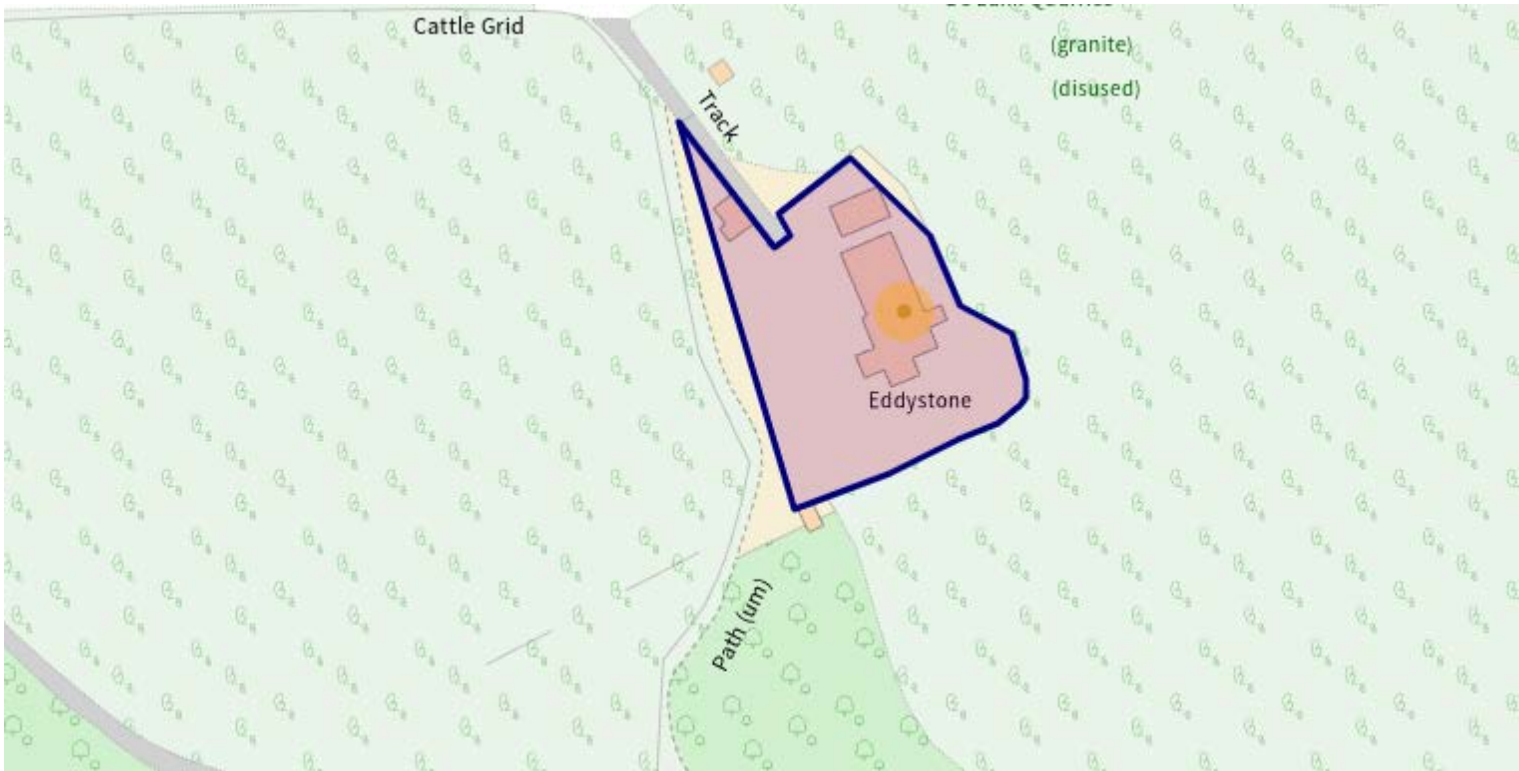 Cattle Grid
(granite)
(disused)
Track
Eddystone
Path (um)